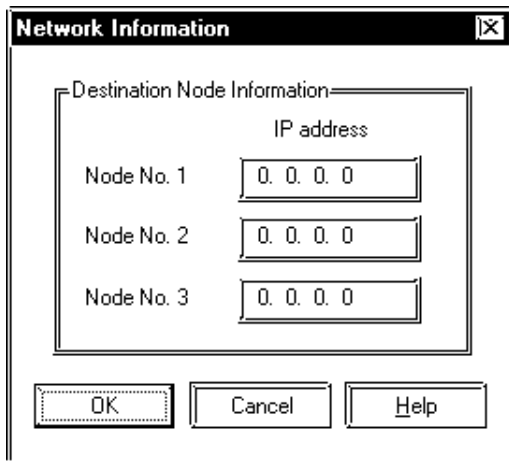 Network Information
Destination Node Information
IP address
Node No. 1 0. 0. 0. 0
Node No. 2 0. 0. 0. 0
Node No. 3 0. 0. 0. 0
OK Cancel Help